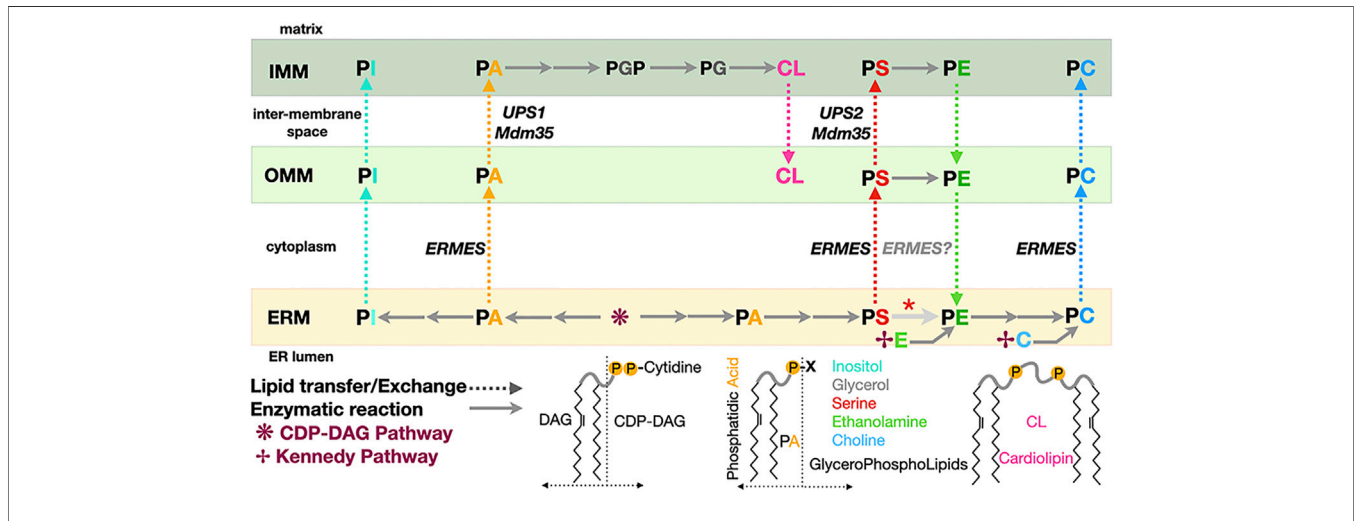 matrix
IMM PI PA PGP PG CL PS PE PC
inter-membrane
space
UPS1
Mdm35
UPS2
Mdm35
OMM PI PA CL PS PE PC
cytoplasm ERMES ERMES ERMES? ERMES
ERM PI PA PA PS * PE PC
E C
ER lumen
Lipid transfer/Exchange
Enzymatic reaction
CDP-DAG Pathway
Kennedy Pathway
P P-Cytidine
DAG CDP-DAG
Phosphatidic Acid
P-X
PA
Inositol
Glycerol
Serine
Ethanolamine
Choline
GlyceroPhosphoLipids
P P
CL
Cardiolipin